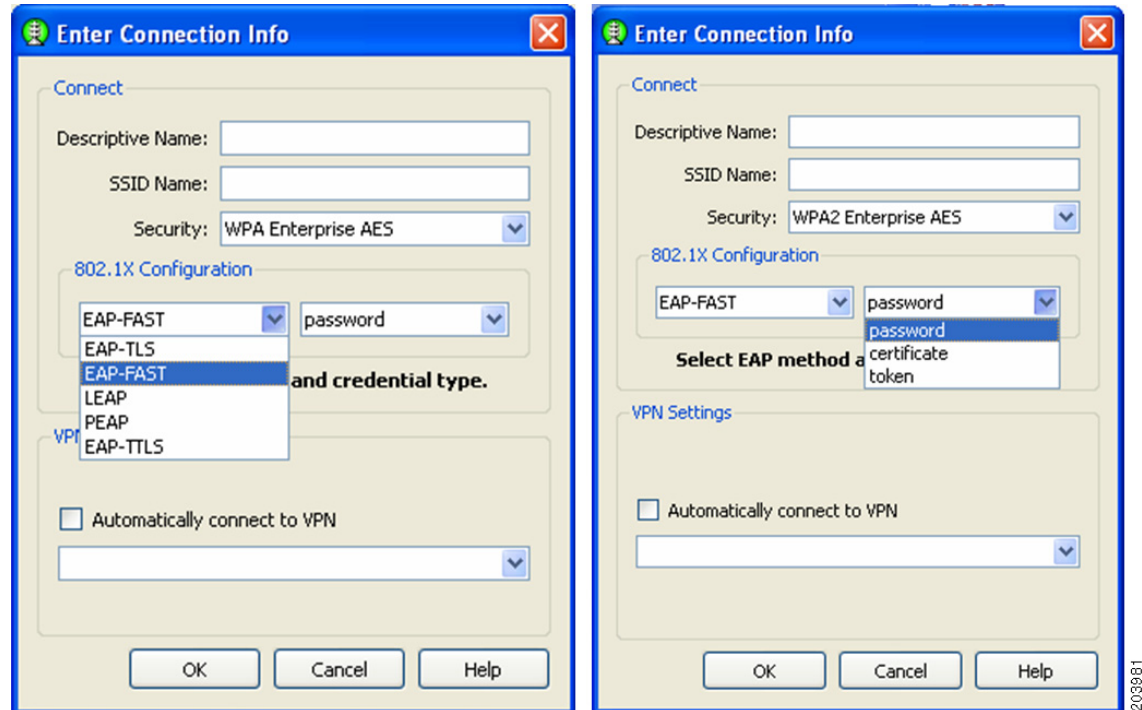 Enter Connection Info
Connect
Descriptive Name:
SSID Name:
Security: WPA Enterprise AES
802.1X Configuration
EAP-FAST password
EAP-TLS
EAP-FAST
and credential type.
LEAP
PEAP
EAP-TTLS
Automatically connect to VPN
OK Cancel Help
Enter Connection Info
Connect
Descriptive Name:
SSID Name:
Security: WPA2 Enterprise AES
802.1X Configuration
EAP-FAST password
password
certificate
token
Select EAP method a
VPN Settings
Automatically connect to VPN
OK Cancel Help
203981